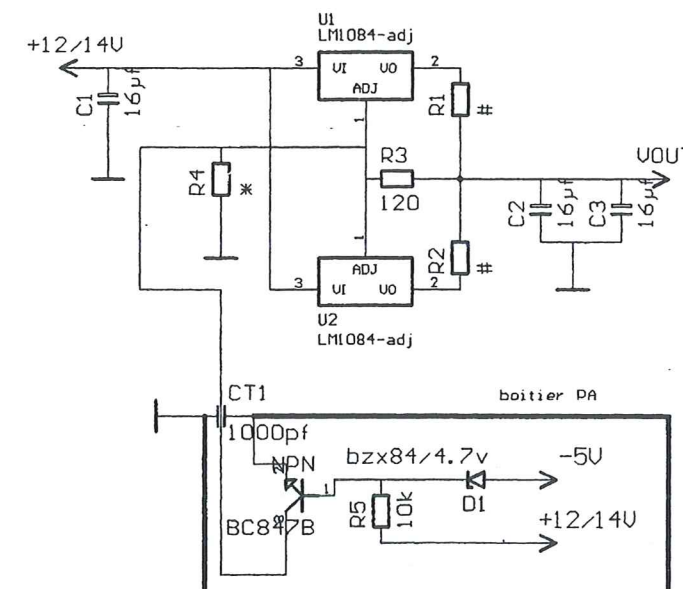 U1
LM1084-adj
+12/14V
3
VI
VO
2
ADJ
C1
16µf
1
R1
#
R4
*
R3
120
VOUT
C2
16µf
C3
16µf
1
R2
#
ADJ
3
VI
VO
2
U2
LM1084-adj
CT1
1000pf
boitier PA
NPN
2
bzx84/4.7v
-5V
1
D1
BC847B
3
R5
10k
+12/14V